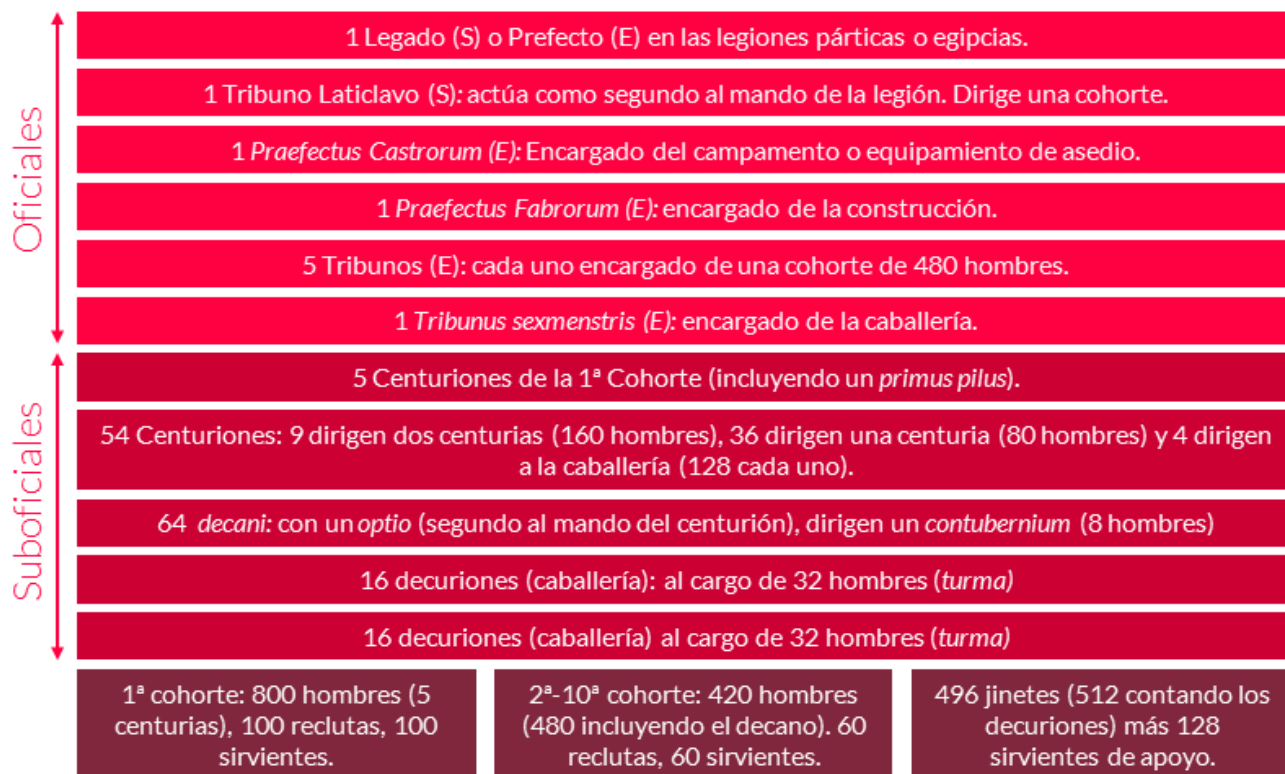 Oficiales
1 Legado (S) o Prefecto (E) en las legiones párticas o egipcias.
1 Tribuno Laticlavo (S): actúa como segundo al mando de la legión. Dirige una cohorte.
1 Praefectus Castrorum (E): Encargado del campamento o equipamiento de asedio.
1 Praefectus Fabrorum (E): encargado de la construcción.
5 Tribunos (E): cada uno encargado de una cohorte de 480 hombres.
1 Tribunus sexmenstris (E): encargado de la caballería.
Suboficiales
5 Centuriones de la 1ª Cohorte (incluyendo un primus pilus).
54 Centuriones: 9 dirigen dos centurias (160 hombres), 36 dirigen una centuria (80 hombres) y 4 dirigen
a la caballería (128 cada uno).
64 decani: con un optio (segundo al mando del centurión), dirigen un contubernium (8 hombres)
16 decuriones (caballería): al cargo de 32 hombres (turma)
16 decuriones (caballería) al cargo de 32 hombres (turma)
1ª cohorte: 800 hombres (5
centurias), 100 reclutas, 100
sirvientes.
2ª-10ª cohorte: 420 hombres
(480 incluyendo el decano). 60
reclutas, 60 sirvientes.
496 jinetes (512 contando los
decuriones) más 128
sirvientes de apoyo.